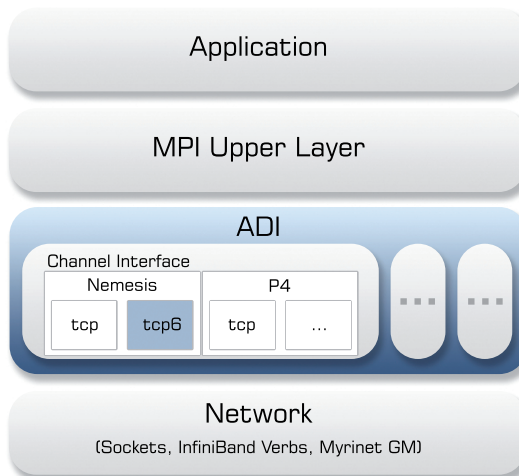 Application
MPI Upper Layer
ADI
Channel Interface
Nemesis
P4
tcp
tcp6
tcp
...
...
...
Network
(Sockets, InfiniBand Verbs, Myrinet GM)